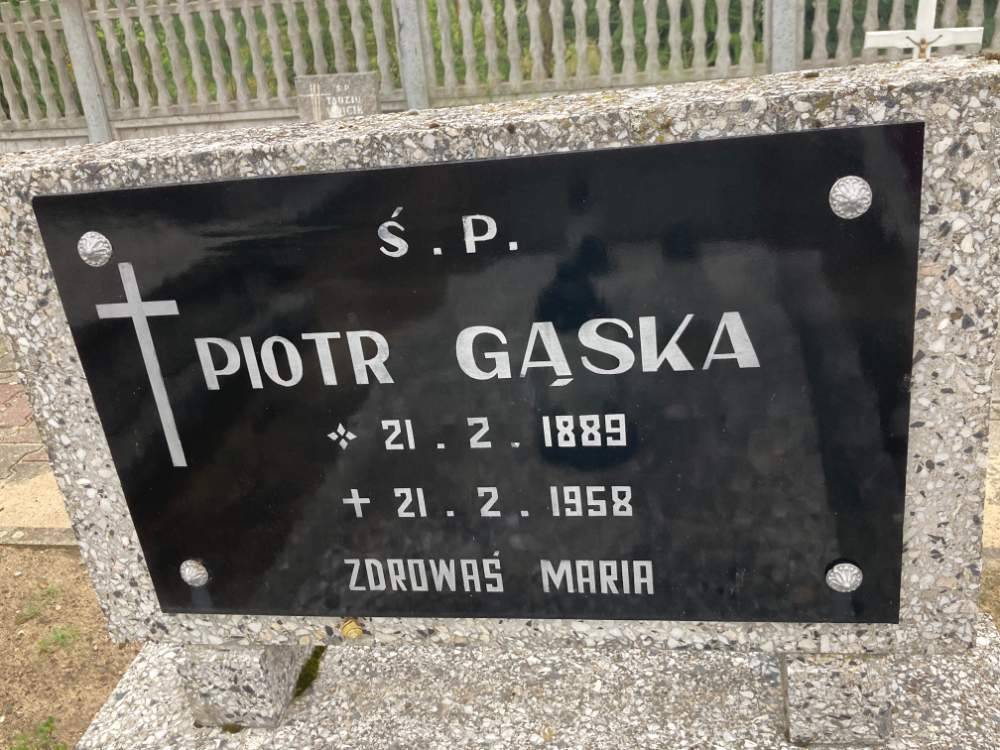 Ś.P.
Ś.P.
PIOTR GĄSKA
21.2.1889
21.2.1958
ZDROWAŚ MARIA